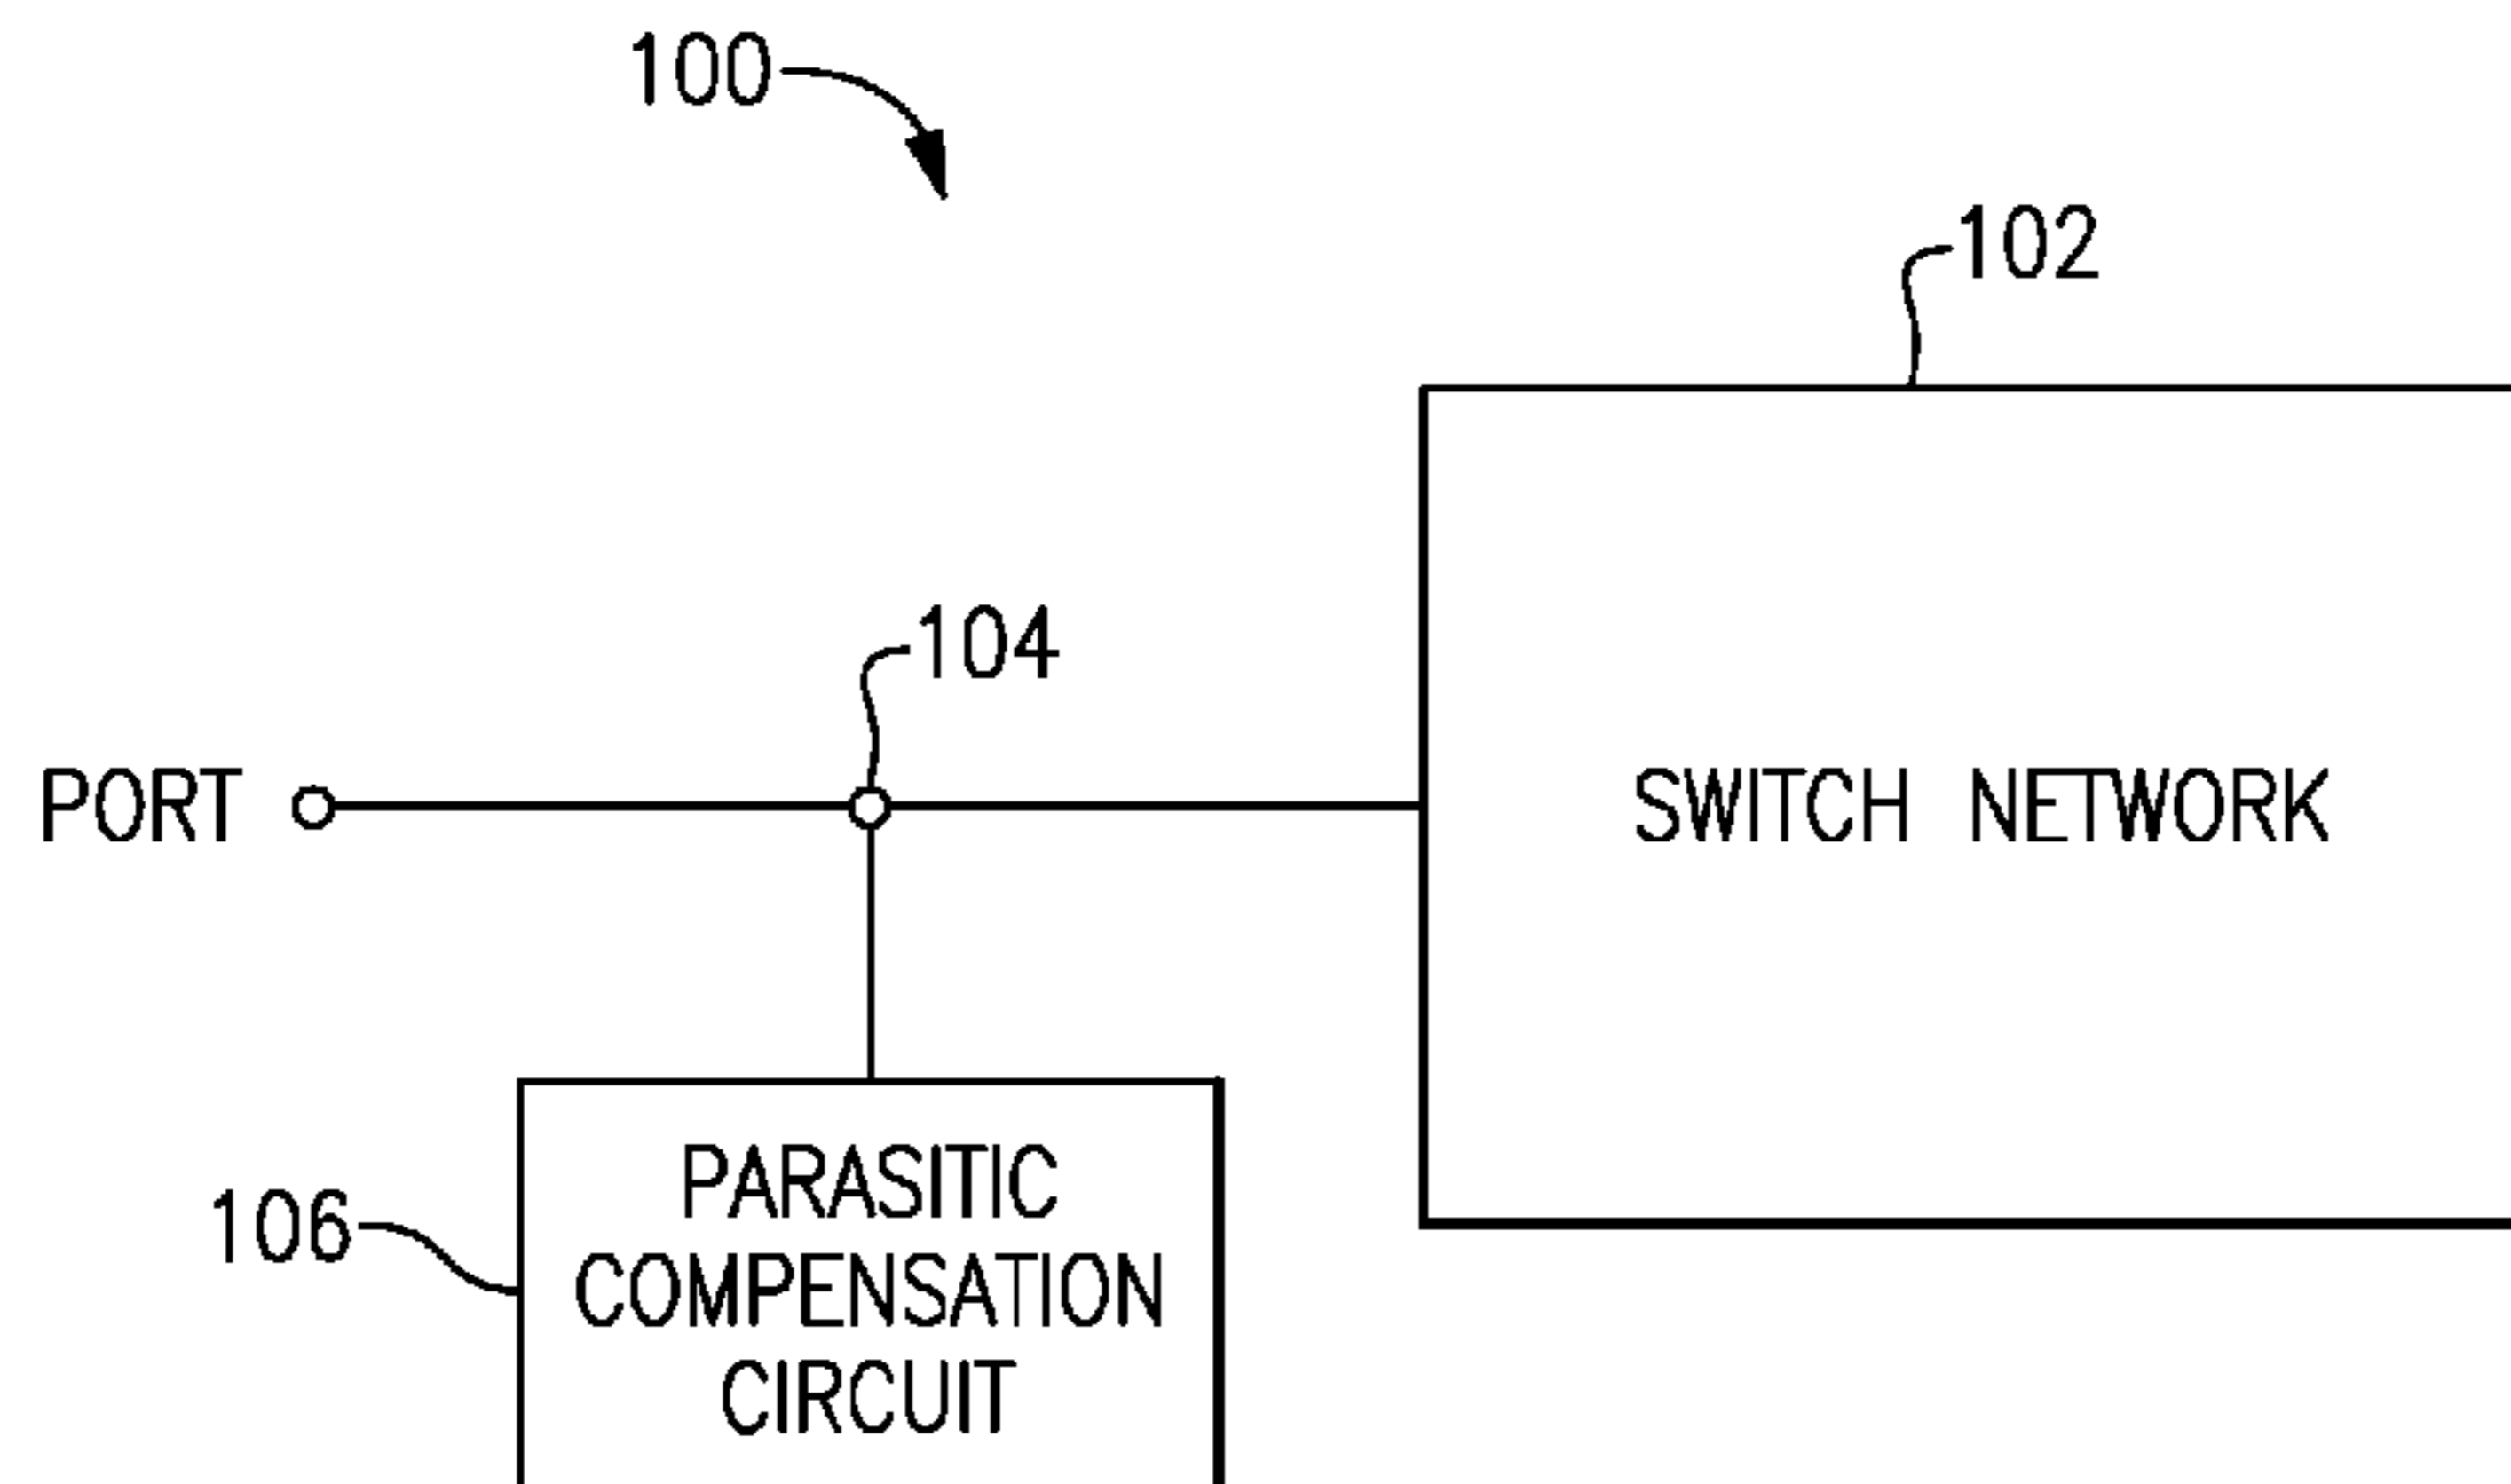 100
102
104
PORT
SWITCH NETWORK
106
PARASITIC
COMPENSATION
CIRCUIT